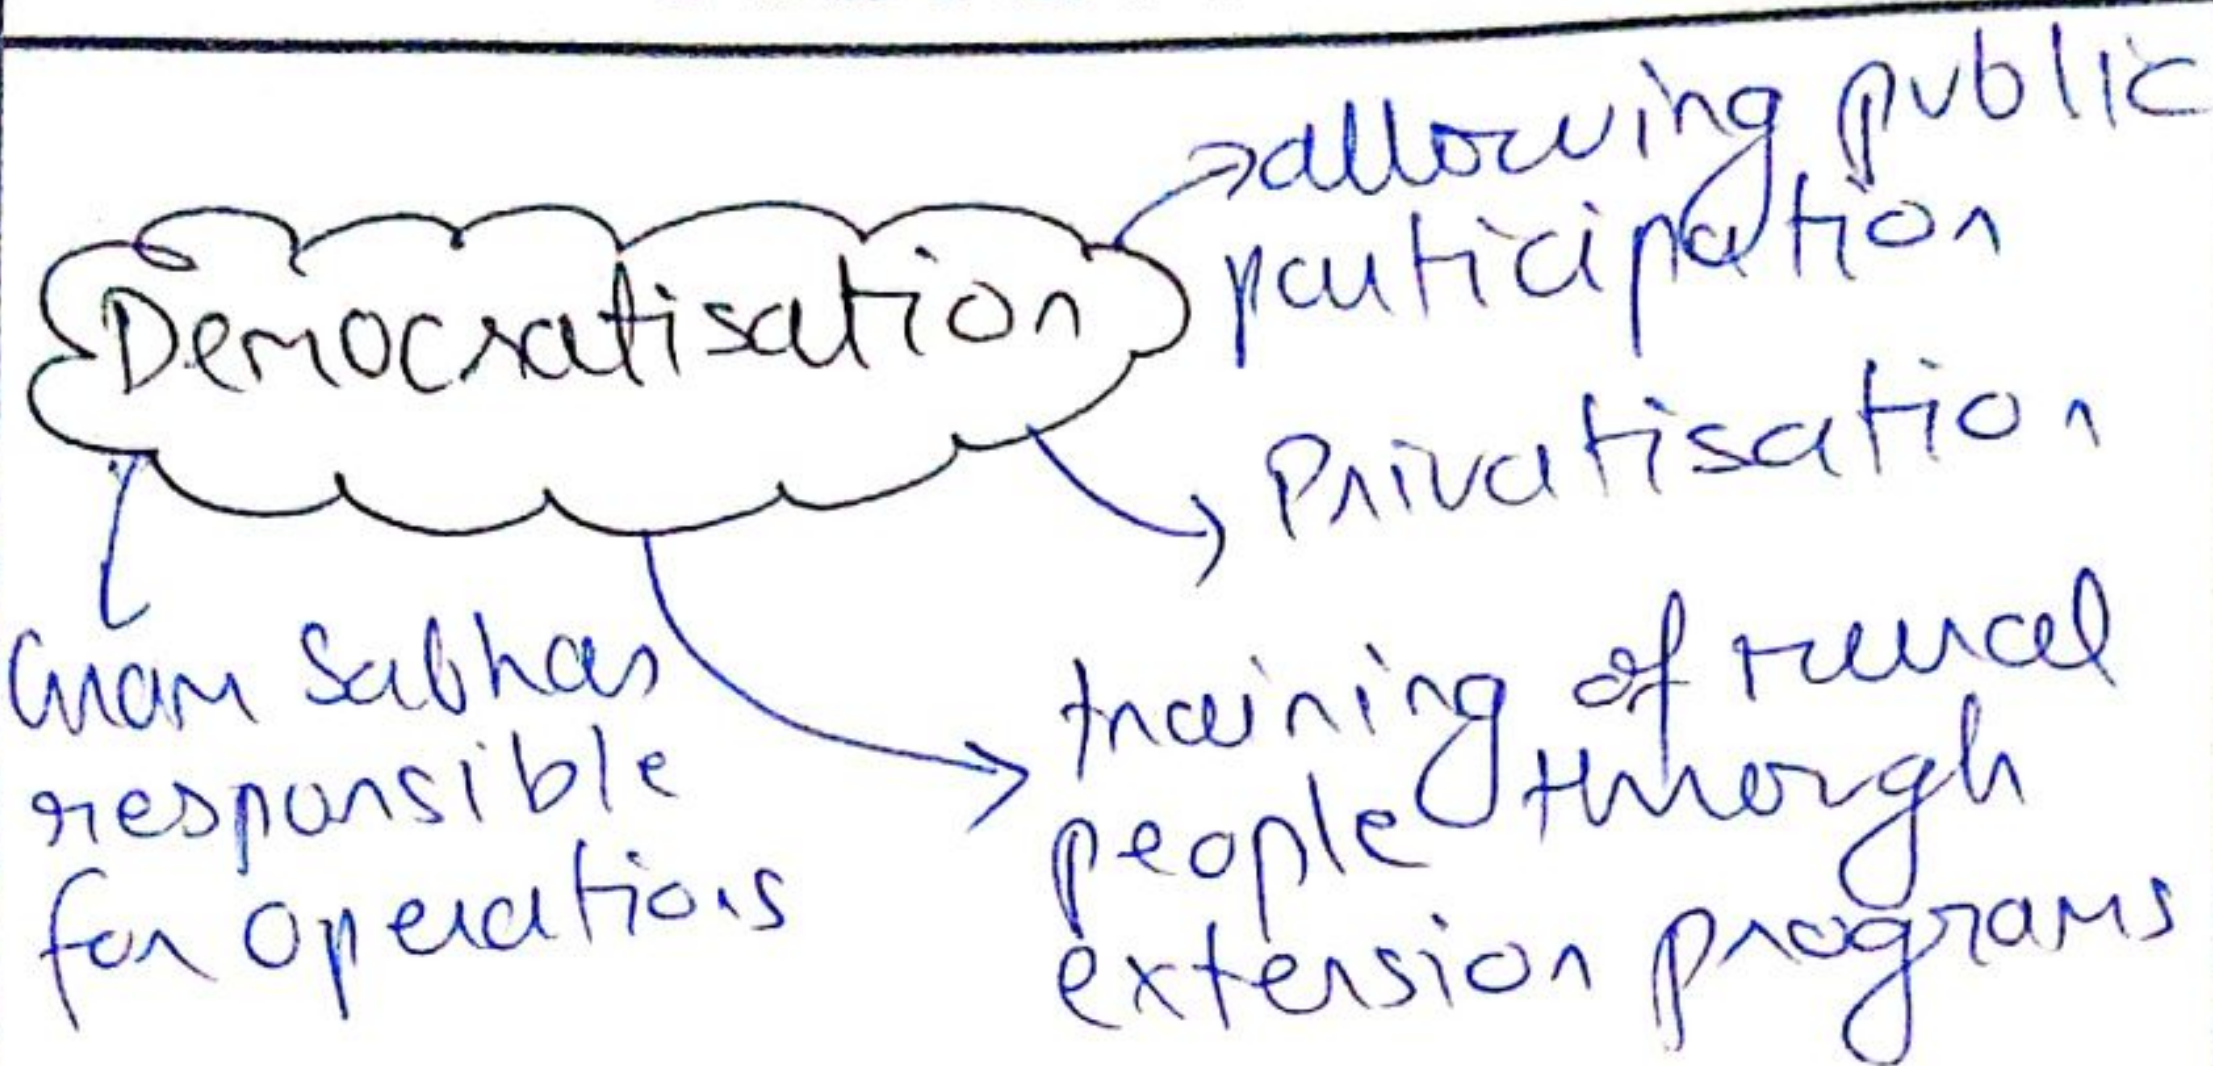 Democratisation
allowing public
participation
Privatisation
training of rural
people through
extension programs
Gram Sabhas
responsible
for operations